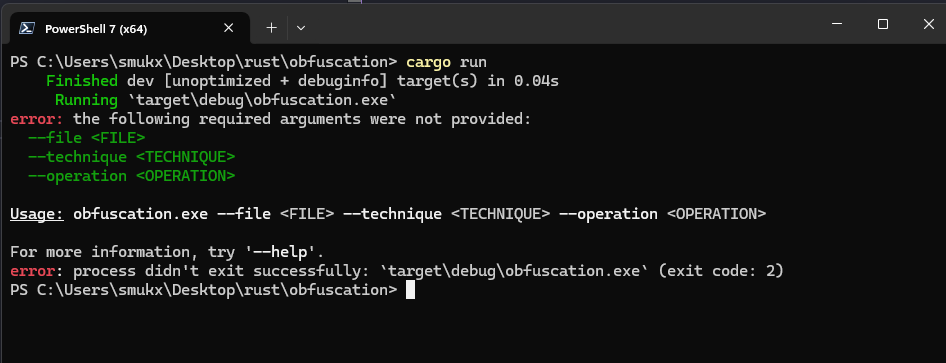 PowerShell 7 (x64)
PS C:\Users\smukx\Desktop\rust\obfuscation> cargo run
    Finished dev [unoptimized + debuginfo] target(s) in 0.04s
     Running `target\debug\obfuscation.exe`
error: the following required arguments were not provided:
  --file <FILE>
  --technique <TECHNIQUE>
  --operation <OPERATION>
Usage: obfuscation.exe --file <FILE> --technique <TECHNIQUE> --operation <OPERATION>
For more information, try '--help'.
error: process didn't exit successfully: `target\debug\obfuscation.exe` (exit code: 2)
PS C:\Users\smukx\Desktop\rust\obfuscation>